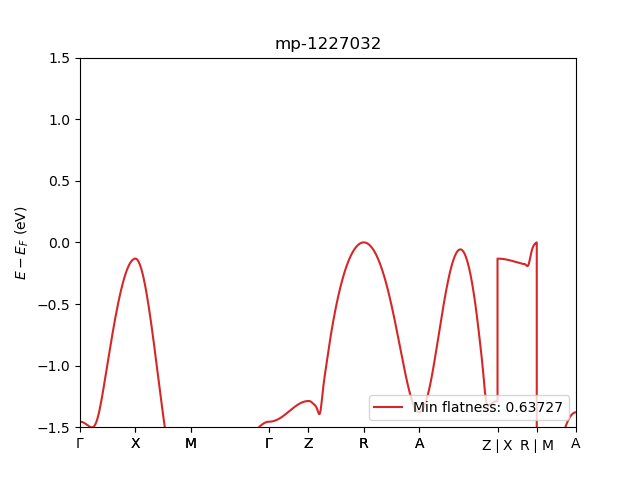 mp-1227032
1.5
1.0
0.5
0.0
−0.5
−1.0
−1.5
E − E_F (eV)
Γ X M Γ Z R A Z | X R | M A
Min flatness: 0.63727